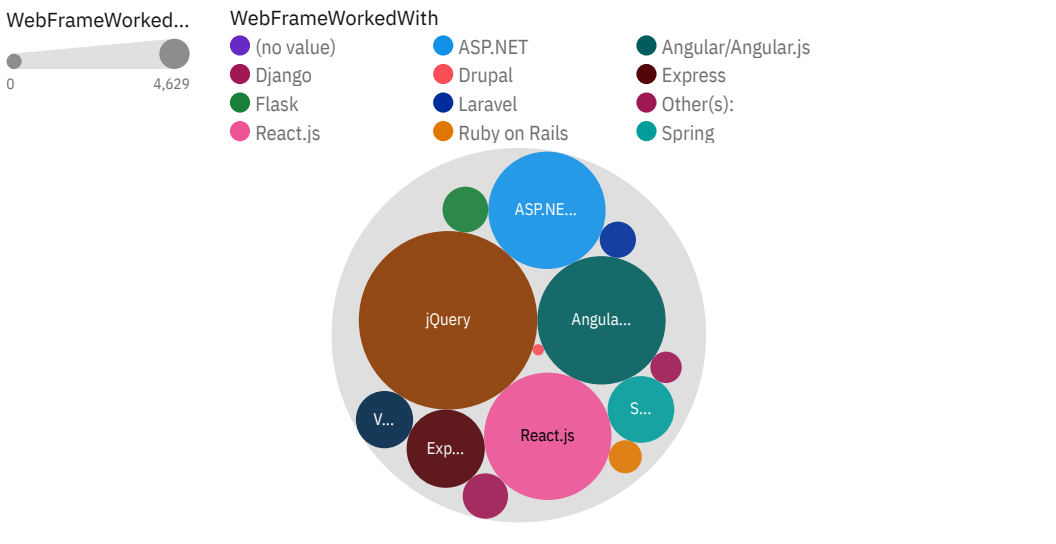 WebFrameWorked...
0
4,629
WebFrameWorkedWith
(no value)
ASP.NET
Angular/Angular.js
Django
Drupal
Express
Flask
Laravel
Other(s):
React.js
Ruby on Rails
Spring
ASP.NE...
jQuery
Angula...
S...
V...
Exp...
React.js